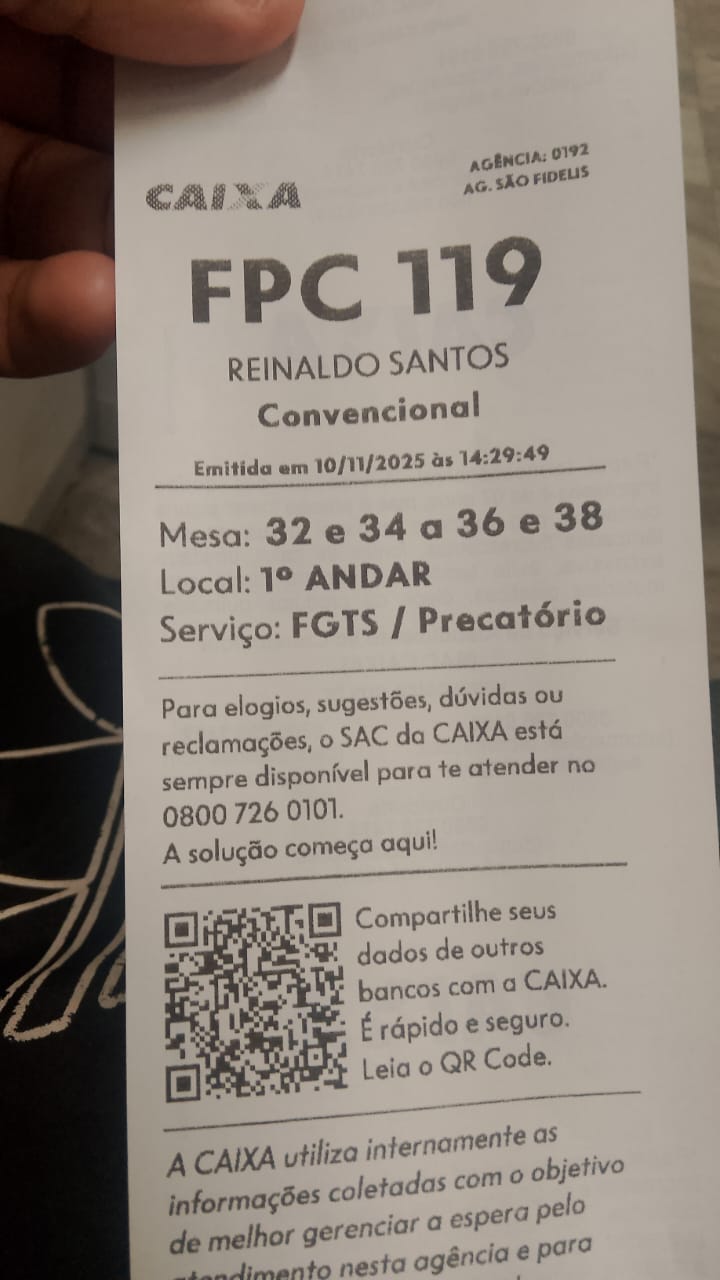 CAIXA
AGÊNCIA: 0192
AG. SÃO FIDELIS
FPC 119
REINALDO SANTOS
Convencional
Emitida em 10/11/2025 às 14:29:49
Mesa: 32 e 34 a 36 e 38
Local: 1º ANDAR
Serviço: FGTS / Precatório
Para elogios, sugestões, dúvidas ou
reclamações, o SAC da CAIXA está
sempre disponível para te atender no
0800 726 0101.
A solução começa aqui!
Compartilhe seus
dados de outros
bancos com a CAIXA.
É rápido e seguro.
Leia o QR Code.
A CAIXA utiliza internamente as
informações coletadas com o objetivo
de melhor gerenciar a espera pelo
atendimento nesta agência e para